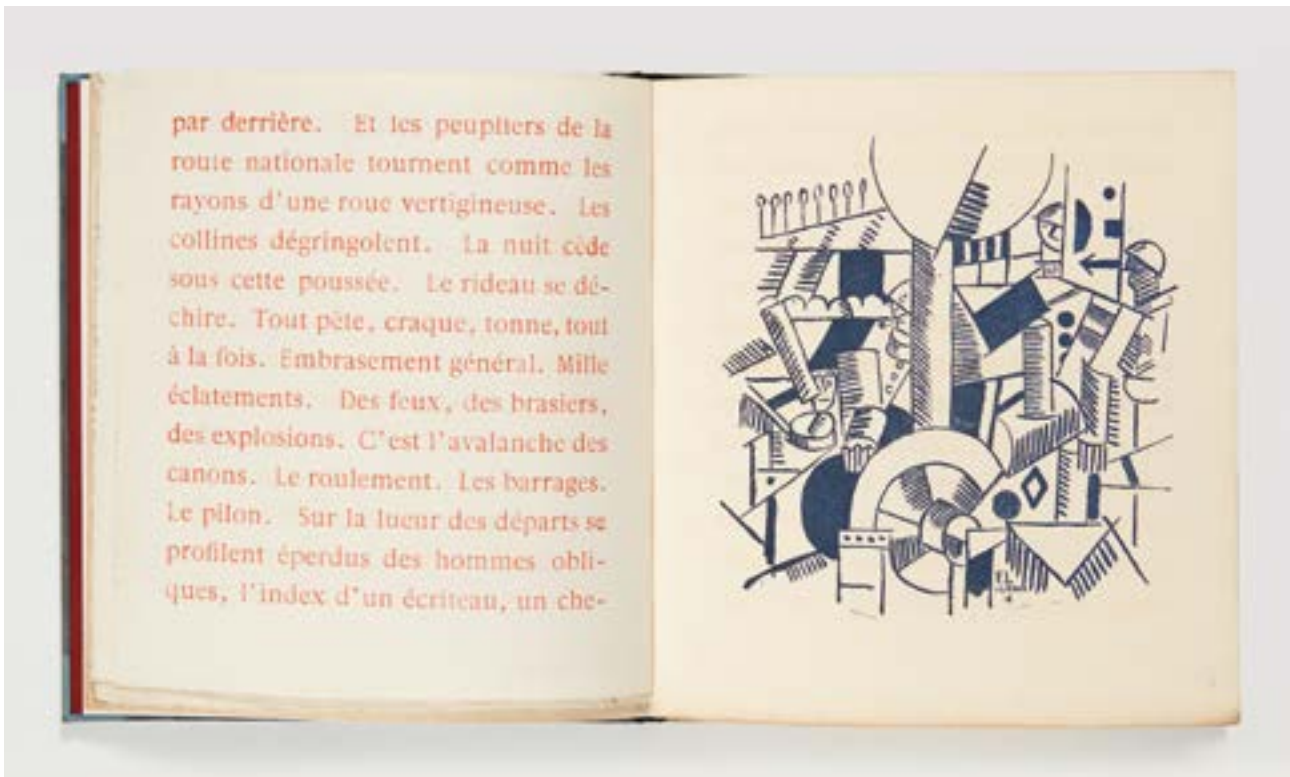 par derrière. Et les peupliers de la
route nationale tournent comme les
rayons d'une roue vertigineuse. Les
collines dégringolent. La nuit cède
sous cette poussée. Le rideau se dé-
chire. Tout pète, craque, tonne, tout
à la fois. Embrasement général. Mille
éclatements. Des feux, des brasiers,
des explosions. C'est l'avalanche des
canons. Le roulement. Les barrages.
Le pilon. Sur la lueur des départs se
profilent éperdus des hommes obli-
ques, l'index d'un écriteau, un che-